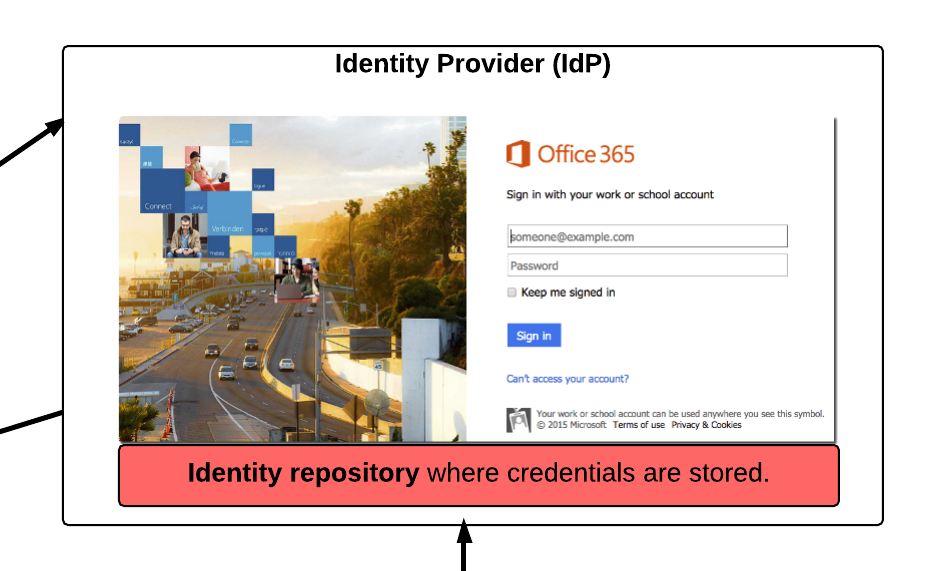 Identity Provider (IdP)
Connect
Verbinden
Office 365
Sign in with your work or school account
someone@example.com
Password
Keep me signed in
Sign in
Can't access your account?
Your work or school account can be used anywhere you see this symbol.
© 2015 Microsoft Terms of use Privacy & Cookies
Identity repository where credentials are stored.